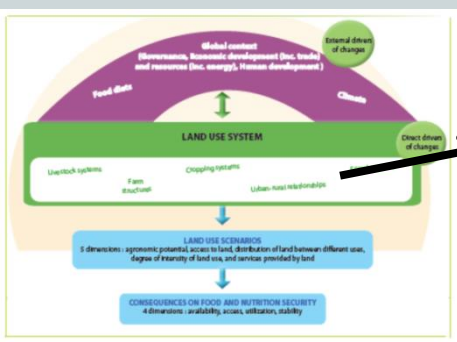 External drivers
of changes
Global context
(Governance, Economic development (inc. trade)
and resources (inc. energy), Human development)
Food diets
Climate
LAND USE SYSTEM
Direct drivers
of changes
Livestock systems
Cropping systems
Farm
structures
Urban-rural relationships
LAND USE SCENARIOS
5 dimensions : agronomic potential, access to land, distribution of land between different uses,
degree of intensity of land use, and services provided by land
CONSEQUENCES ON FOOD AND NUTRITION SECURITY
4 dimensions : availability, access, utilization, stability